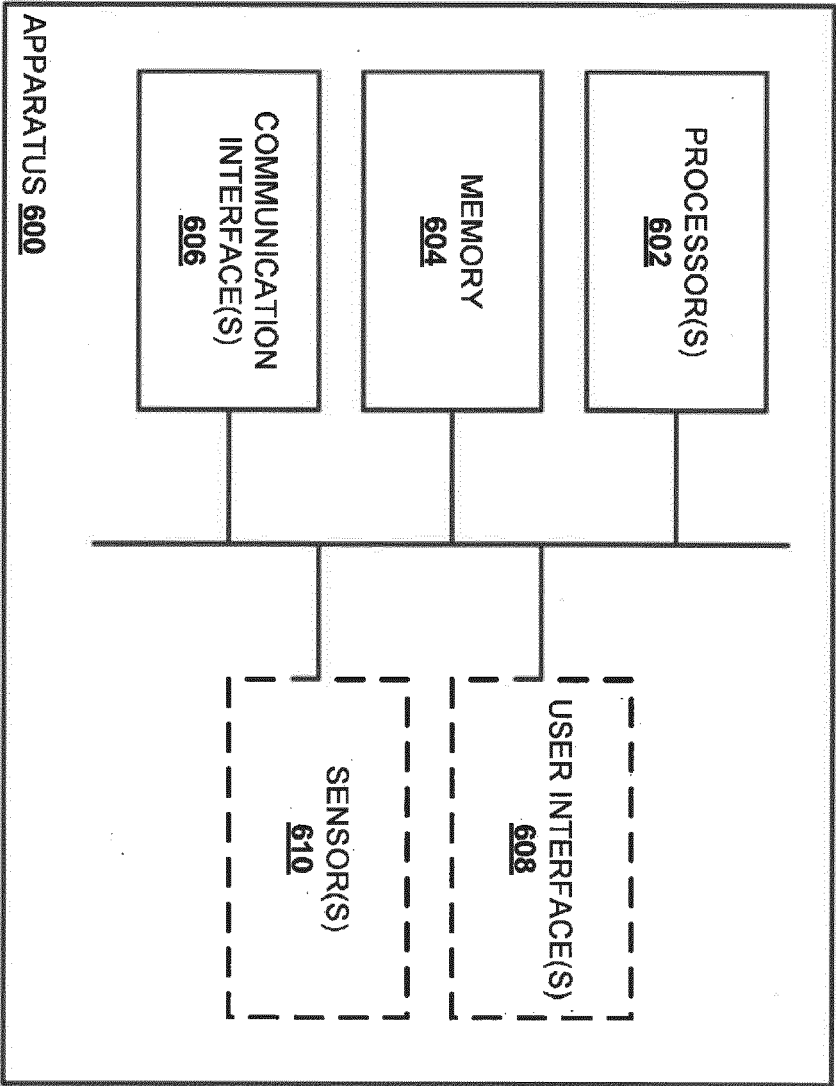 PROCESSOR(S)
602
MEMORY
604
COMMUNICATION
INTERFACE(S)
606
USER INTERFACE(S)
608
SENSOR(S)
610
APPARATUS 600